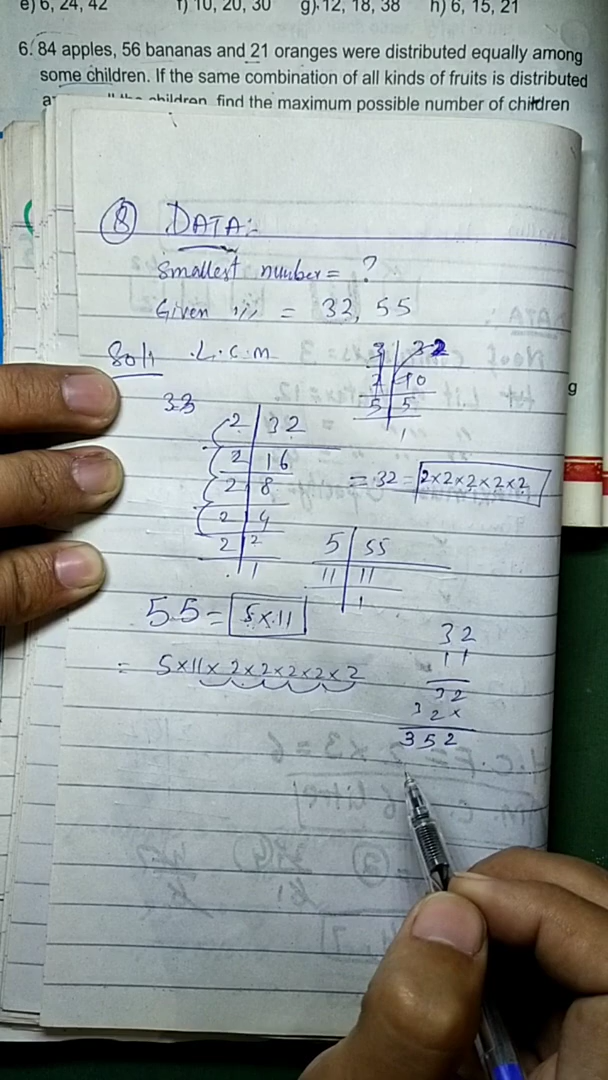 e) 6, 24, 42 f) 10, 20, 30 g) 12, 18, 38 h) 6, 15, 21
6. 84 apples, 56 bananas and 21 oranges were distributed equally among
some children. If the same combination of all kinds of fruits is distributed
children, find the maximum possible number of children
8 DATA:-
Smallest number = ?
Given = 32, 55
Sol: L.C.M
33
2 | 32
2 | 16
2 | 8
2 | 4
2 | 2
1
= 32 = 2×2×2×2×2
5 | 55
11 | 11
1
55 = 5×11
= 5×11×2×2×2×2×2
32
11
32
32×
352
g